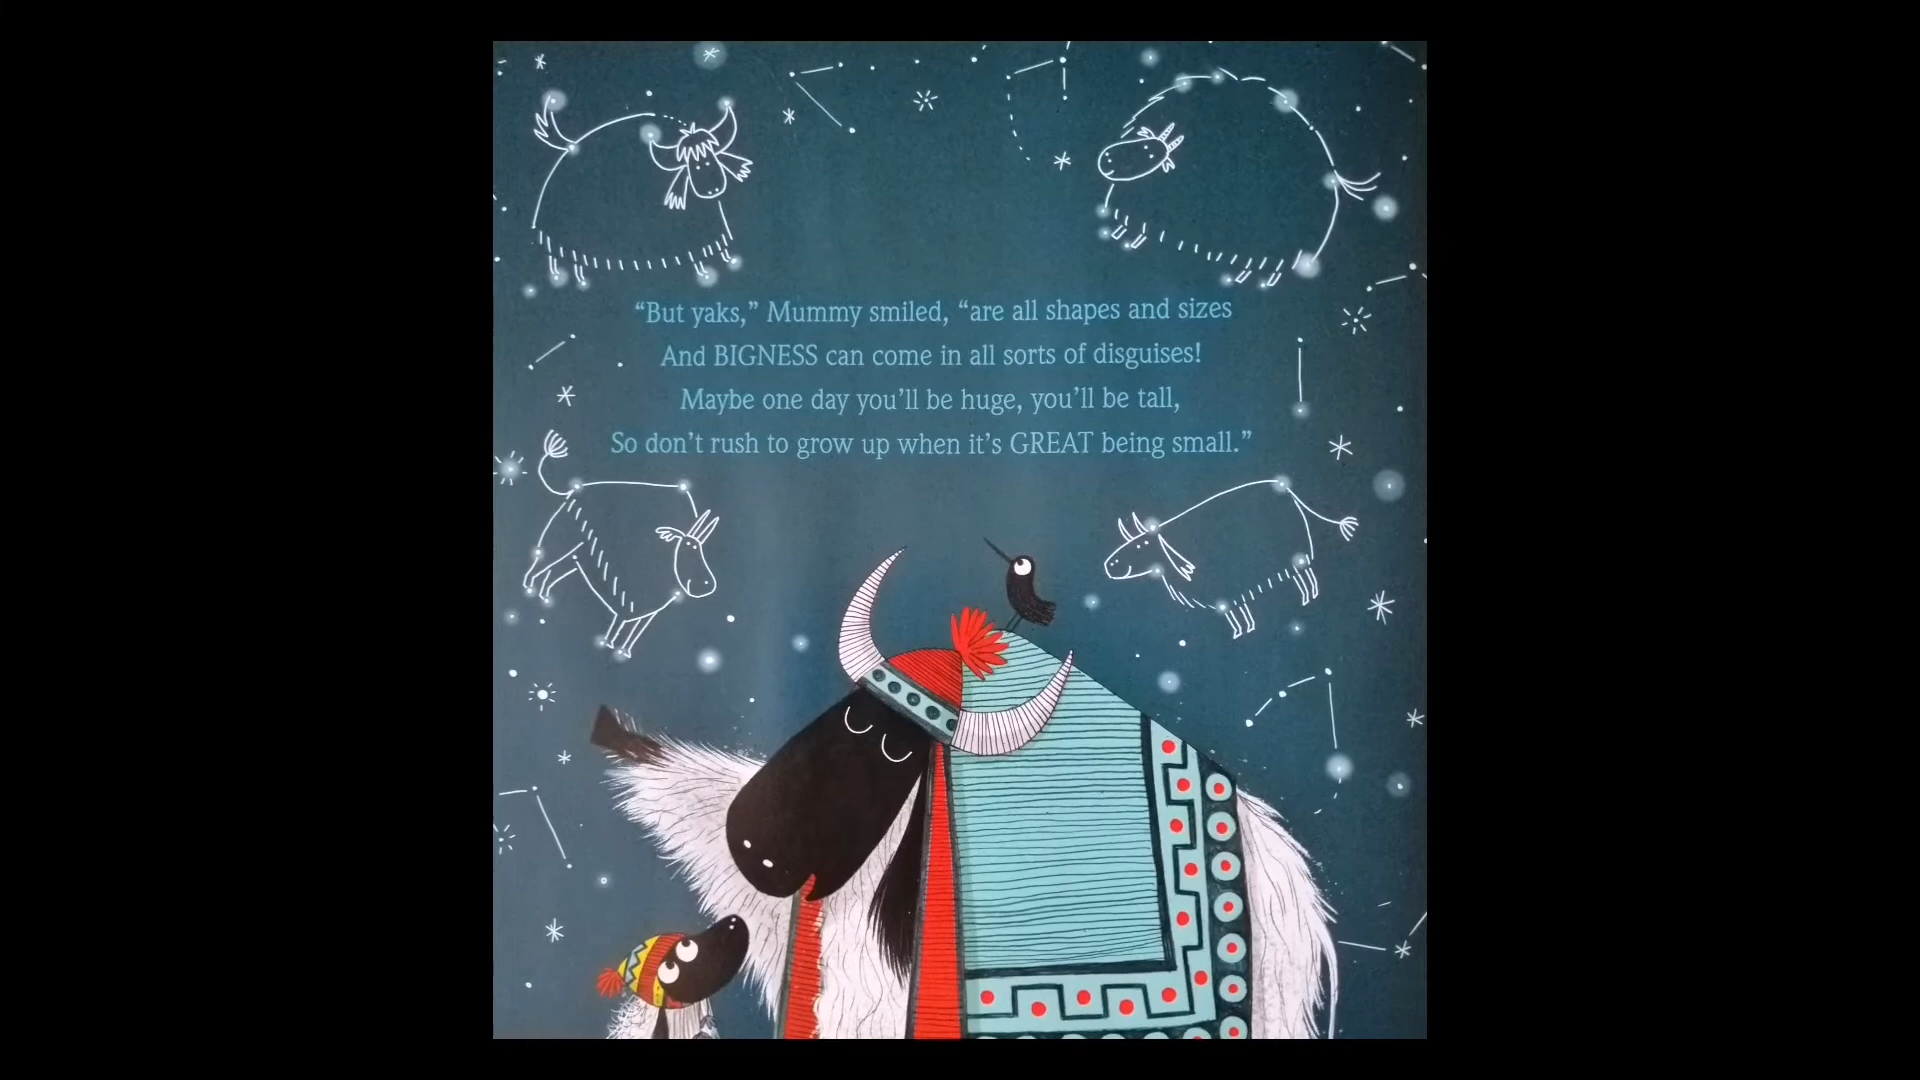 “But yaks,” Mummy smiled, “are all shapes and sizes
And BIGNESS can come in all sorts of disguises!
Maybe one day you’ll be huge, you’ll be tall,
So don’t rush to grow up when it’s GREAT being small.”